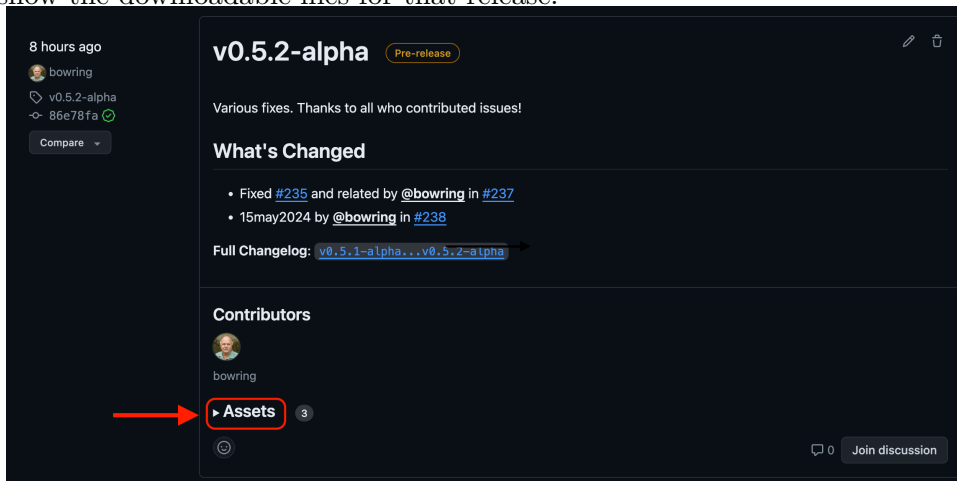 show the downloadable files for that release.
8 hours ago
bowring
v0.5.2-alpha
86e78fa
Compare
v0.5.2-alpha Pre-release
Various fixes. Thanks to all who contributed issues!
What's Changed
• Fixed #235 and related by @bowring in #237
• 15may2024 by @bowring in #238
Full Changelog: v0.5.1-alpha...v0.5.2-alpha
Contributors
bowring
Assets 3
0 Join discussion